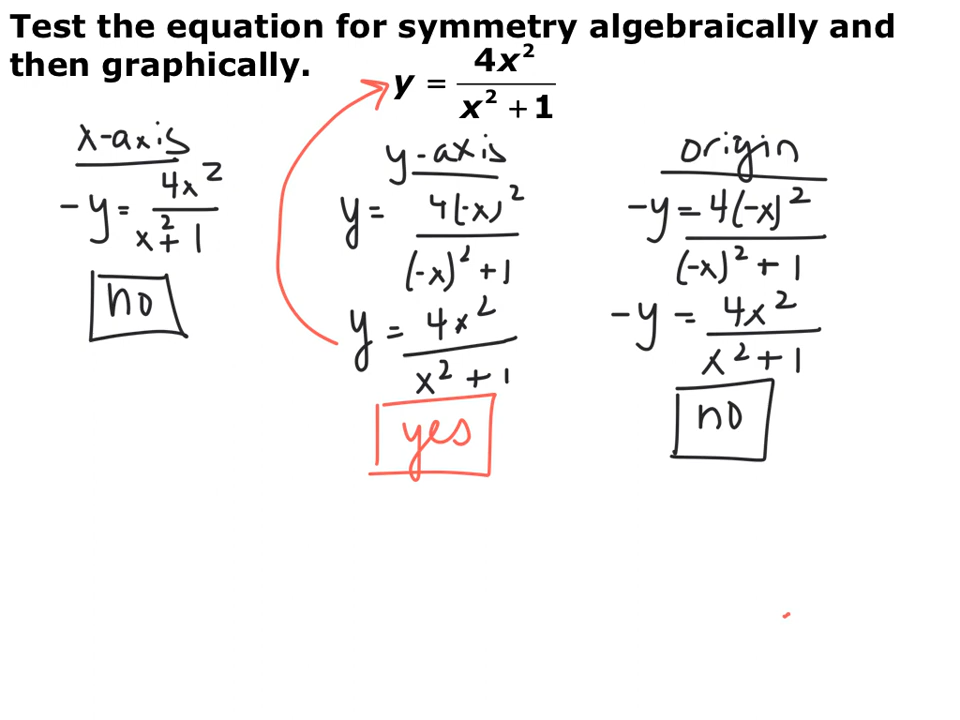 Test the equation for symmetry algebraically and
then graphically.
y = 4x² / x² + 1
x-axis
-y = 4x² / x² + 1
no
y-axis
y = 4(-x)² / (-x)² + 1
y = 4x² / x² + 1
yes
origin
-y = 4(-x)² / (-x)² + 1
-y = 4x² / x² + 1
no